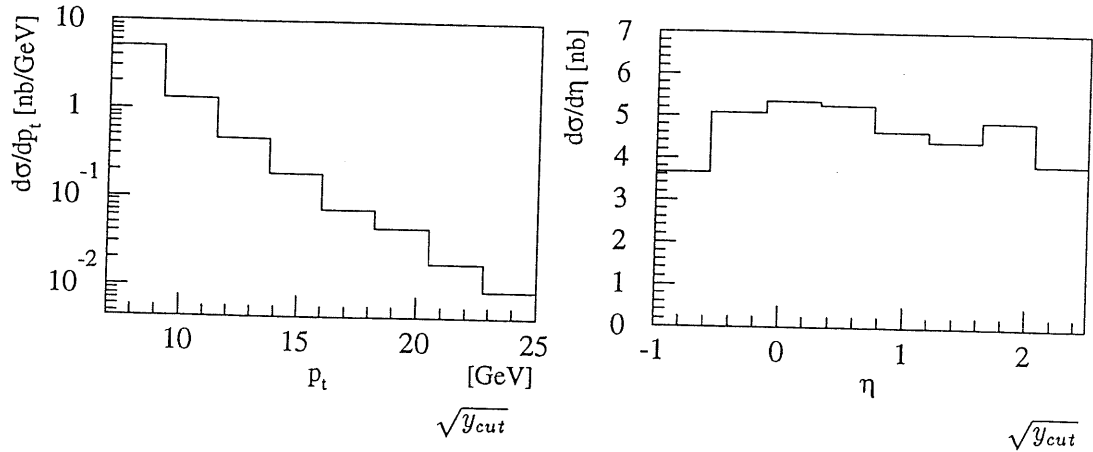 dσ/dp_t [nb/GeV]
10
1
10^-1
10^-2
10
15
20
25
p_t
[GeV]
√y_cut
dσ/dη [nb]
7
6
5
4
3
2
1
0
-1
0
1
2
η
√y_cut